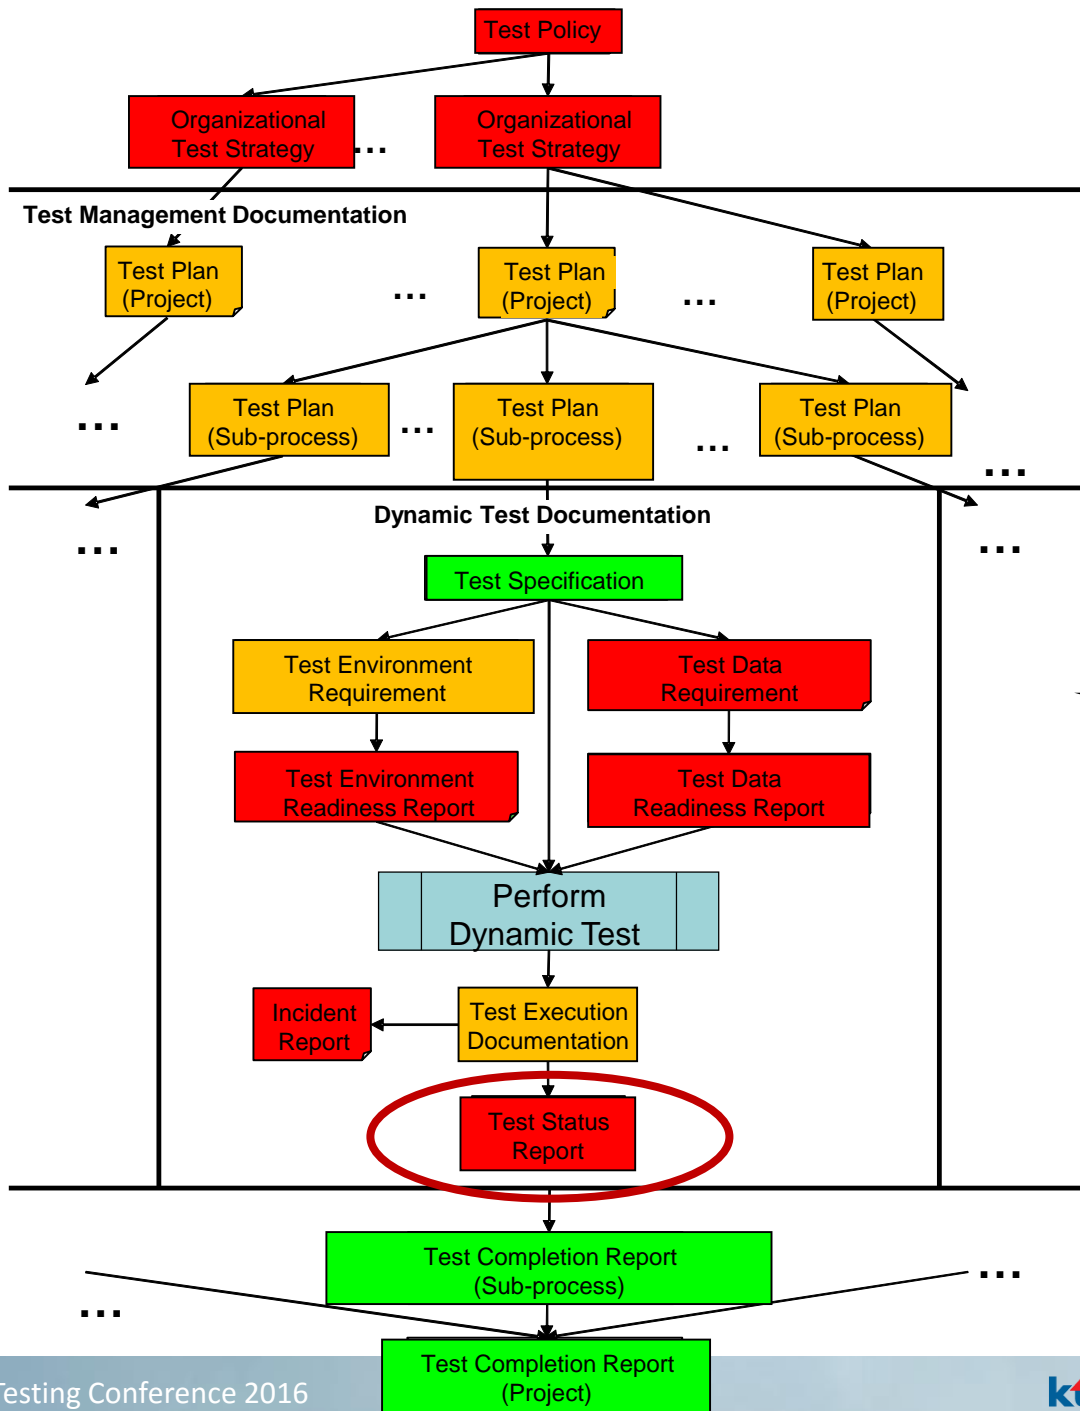 Test Policy
Organizational
Test Strategy
...
Organizational
Test Strategy
Test Management Documentation
Test Plan
(Project)
...
Test Plan
(Project)
...
Test Plan
(Project)
...
Test Plan
(Sub-process)
...
Test Plan
(Sub-process)
...
Test Plan
(Sub-process)
...
Dynamic Test Documentation
...
...
Test Specification
Test Environment
Requirement
Test Data
Requirement
Test Environment
Readiness Report
Test Data
Readiness Report
Perform
Dynamic Test
Incident
Report
Test Execution
Documentation
Test Status
Report
Test Completion Report
(Sub-process)
...
...
Test Completion Report
(Project)
Testing Conference 2016